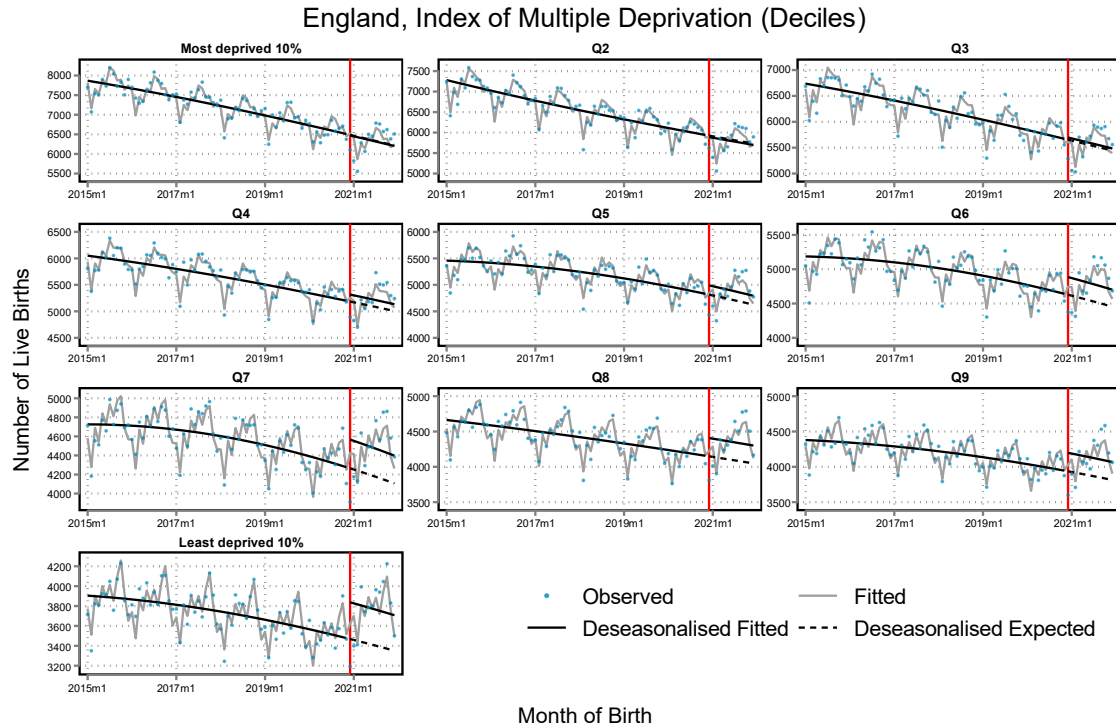 England, Index of Multiple Deprivation (Deciles)
Number of Live Births
Most deprived 10%
8000
7500
7000
6500
6000
5500
2015m1 2017m1 2019m1 2021m1
Q2
7500
7000
6500
6000
5500
5000
2015m1 2017m1 2019m1 2021m1
Q3
7000
6500
6000
5500
5000
2015m1 2017m1 2019m1 2021m1
Q4
6500
6000
5500
5000
4500
2015m1 2017m1 2019m1 2021m1
Q5
6000
5500
5000
4500
4000
2015m1 2017m1 2019m1 2021m1
Q6
5500
5000
4500
4000
2015m1 2017m1 2019m1 2021m1
Q7
5000
4800
4600
4400
4200
4000
2015m1 2017m1 2019m1 2021m1
Q8
5000
4500
4000
3500
2015m1 2017m1 2019m1 2021m1
Q9
5000
4500
4000
3500
2015m1 2017m1 2019m1 2021m1
Least deprived 10%
4200
4000
3800
3600
3400
3200
2015m1 2017m1 2019m1 2021m1
Observed Fitted
Deseasonalised Fitted Deseasonalised Expected
Month of Birth